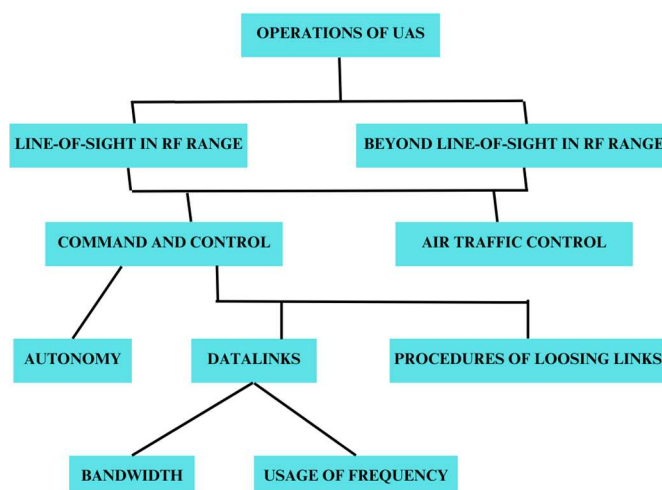 OPERATIONS OF UAS
LINE-OF-SIGHT IN RF RANGE
BEYOND LINE-OF-SIGHT IN RF RANGE
COMMAND AND CONTROL
AIR TRAFFIC CONTROL
AUTONOMY
DATALINKS
PROCEDURES OF LOOSING LINKS
BANDWIDTH
USAGE OF FREQUENCY